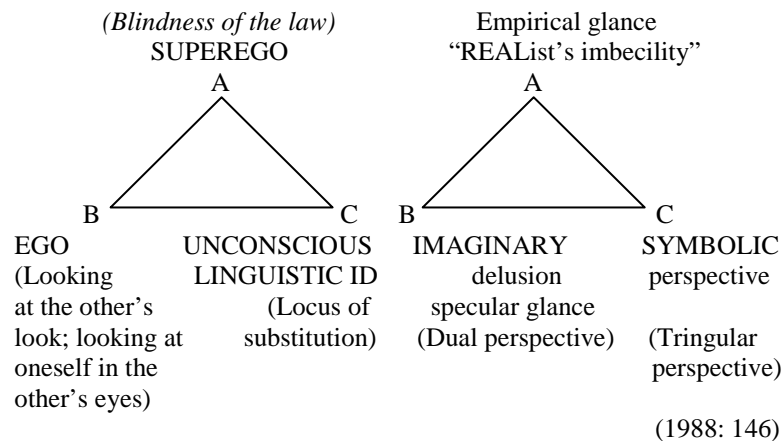 (Blindness of the law)
SUPEREGO
A
B
C
EGO
(Looking
at the other's
look; looking at
oneself in the
other's eyes)
UNCONSCIOUS
LINGUISTIC ID
(Locus of
substitution)
Empirical glance
“REAList's imbecility”
A
B
C
IMAGINARY
delusion
specular glance
(Dual perspective)
SYMBOLIC
perspective
(Tringular
perspective)
(1988: 146)